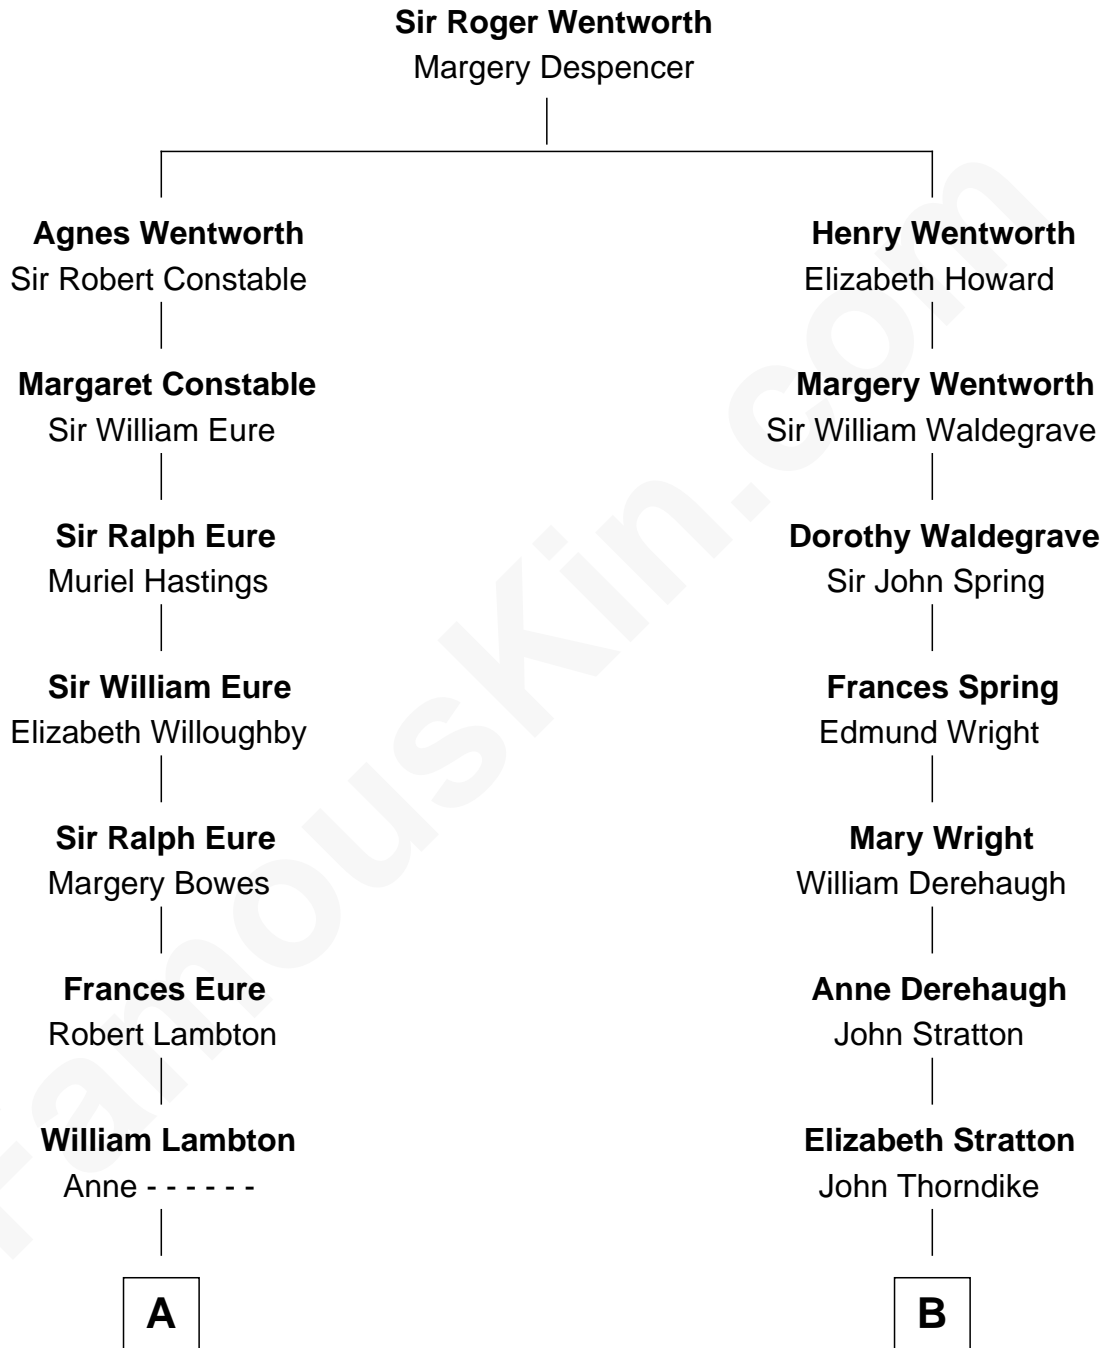 Sir Roger Wentworth
Margery Despencer
Agnes Wentworth
Sir Robert Constable
Margaret Constable
Sir William Eure
Sir Ralph Eure
Muriel Hastings
Sir William Eure
Elizabeth Willoughby
Sir Ralph Eure
Margery Bowes
Frances Eure
Robert Lambton
William Lambton
Anne - - - - - -
A
Henry Wentworth
Elizabeth Howard
Margery Wentworth
Sir William Waldegrave
Dorothy Waldegrave
Sir John Spring
Frances Spring
Edmund Wright
Mary Wright
William Derehaugh
Anne Derehaugh
John Stratton
Elizabeth Stratton
John Thorndike
B
FamousKin.com